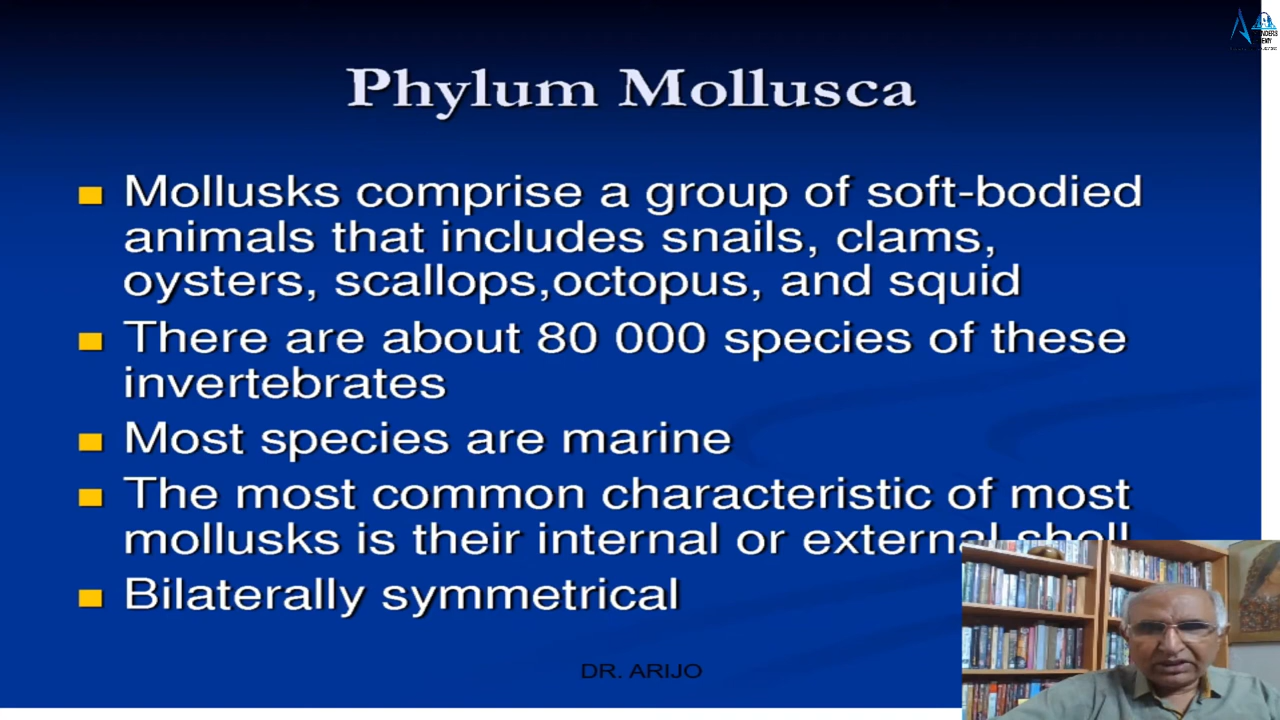 Phylum Mollusca
Mollusks comprise a group of soft-bodied
animals that includes snails, clams,
oysters, scallops,octopus, and squid
There are about 80 000 species of these
invertebrates
Most species are marine
The most common characteristic of most
mollusks is their internal or external shell
Bilaterally symmetrical
DR. ARIJO